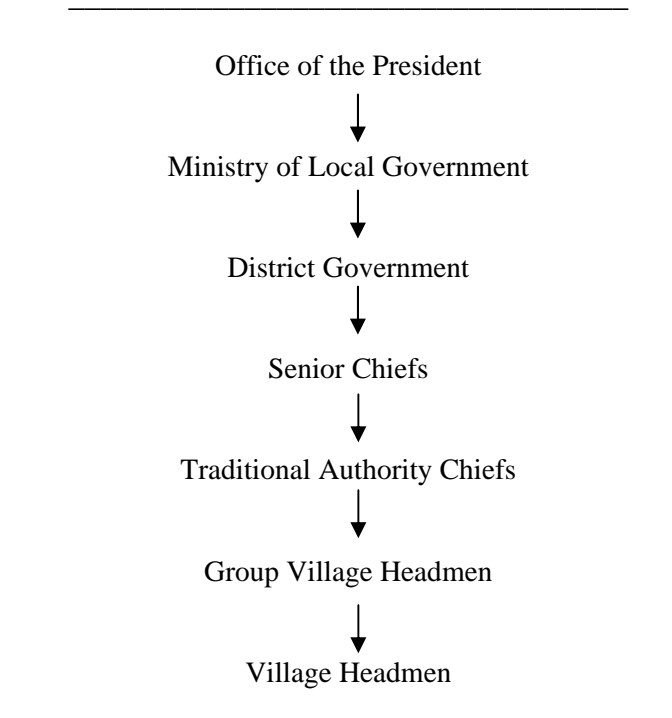 Office of the President
Ministry of Local Government
District Government
Senior Chiefs
Traditional Authority Chiefs
Group Village Headmen
Village Headmen